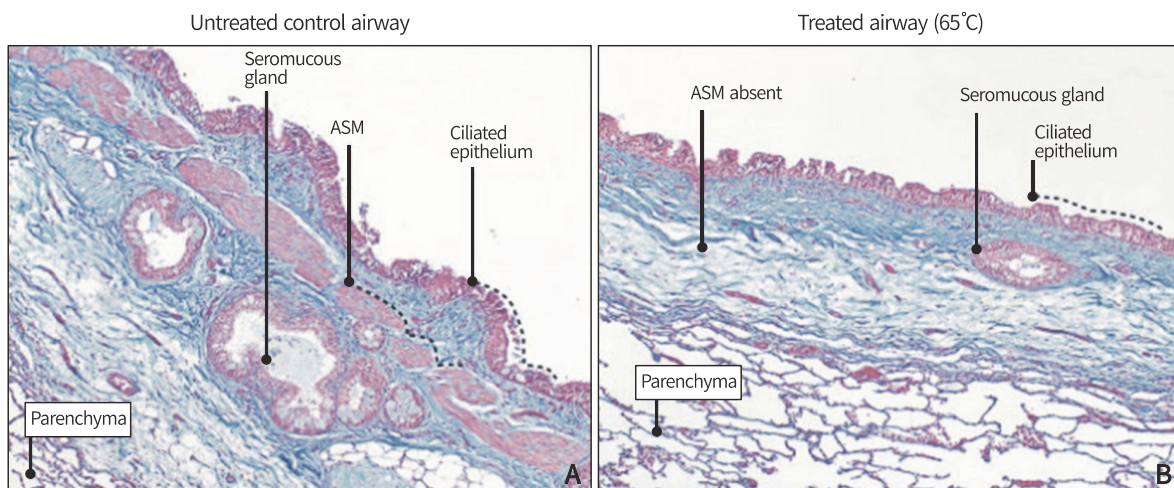 Untreated control airway
Seromucous
gland
ASM
Ciliated
epithelium
Parenchyma
A
Treated airway (65˚C)
ASM absent
Seromucous gland
Ciliated
epithelium
Parenchyma
B